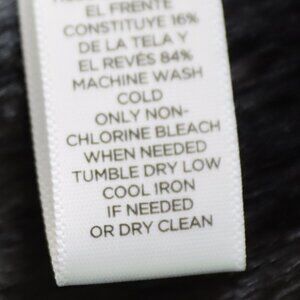 EL FRENTE
CONSTITUYE 16%
DE LA TELA Y
EL REVÉS 84%
MACHINE WASH
COLD
ONLY NON-
CHLORINE BLEACH
WHEN NEEDED
TUMBLE DRY LOW
COOL IRON
IF NEEDED
OR DRY CLEAN